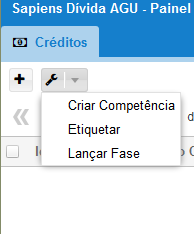 Sapiens Dívida AGU - Painel
Créditos
Criar Competência
Etiquetar
Lançar Fase